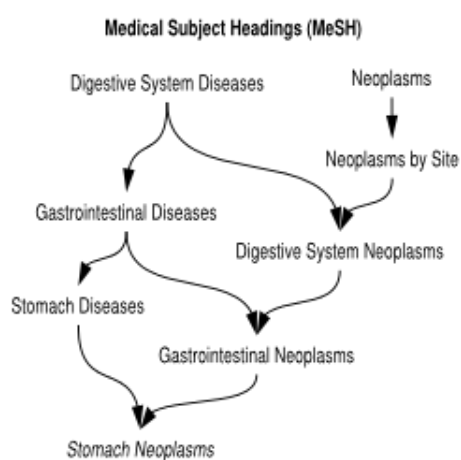 Medical Subject Headings (MeSH)
Digestive System Diseases
Neoplasms
Neoplasms by Site
Gastrointestinal Diseases
Digestive System Neoplasms
Stomach Diseases
Gastrointestinal Neoplasms
Stomach Neoplasms